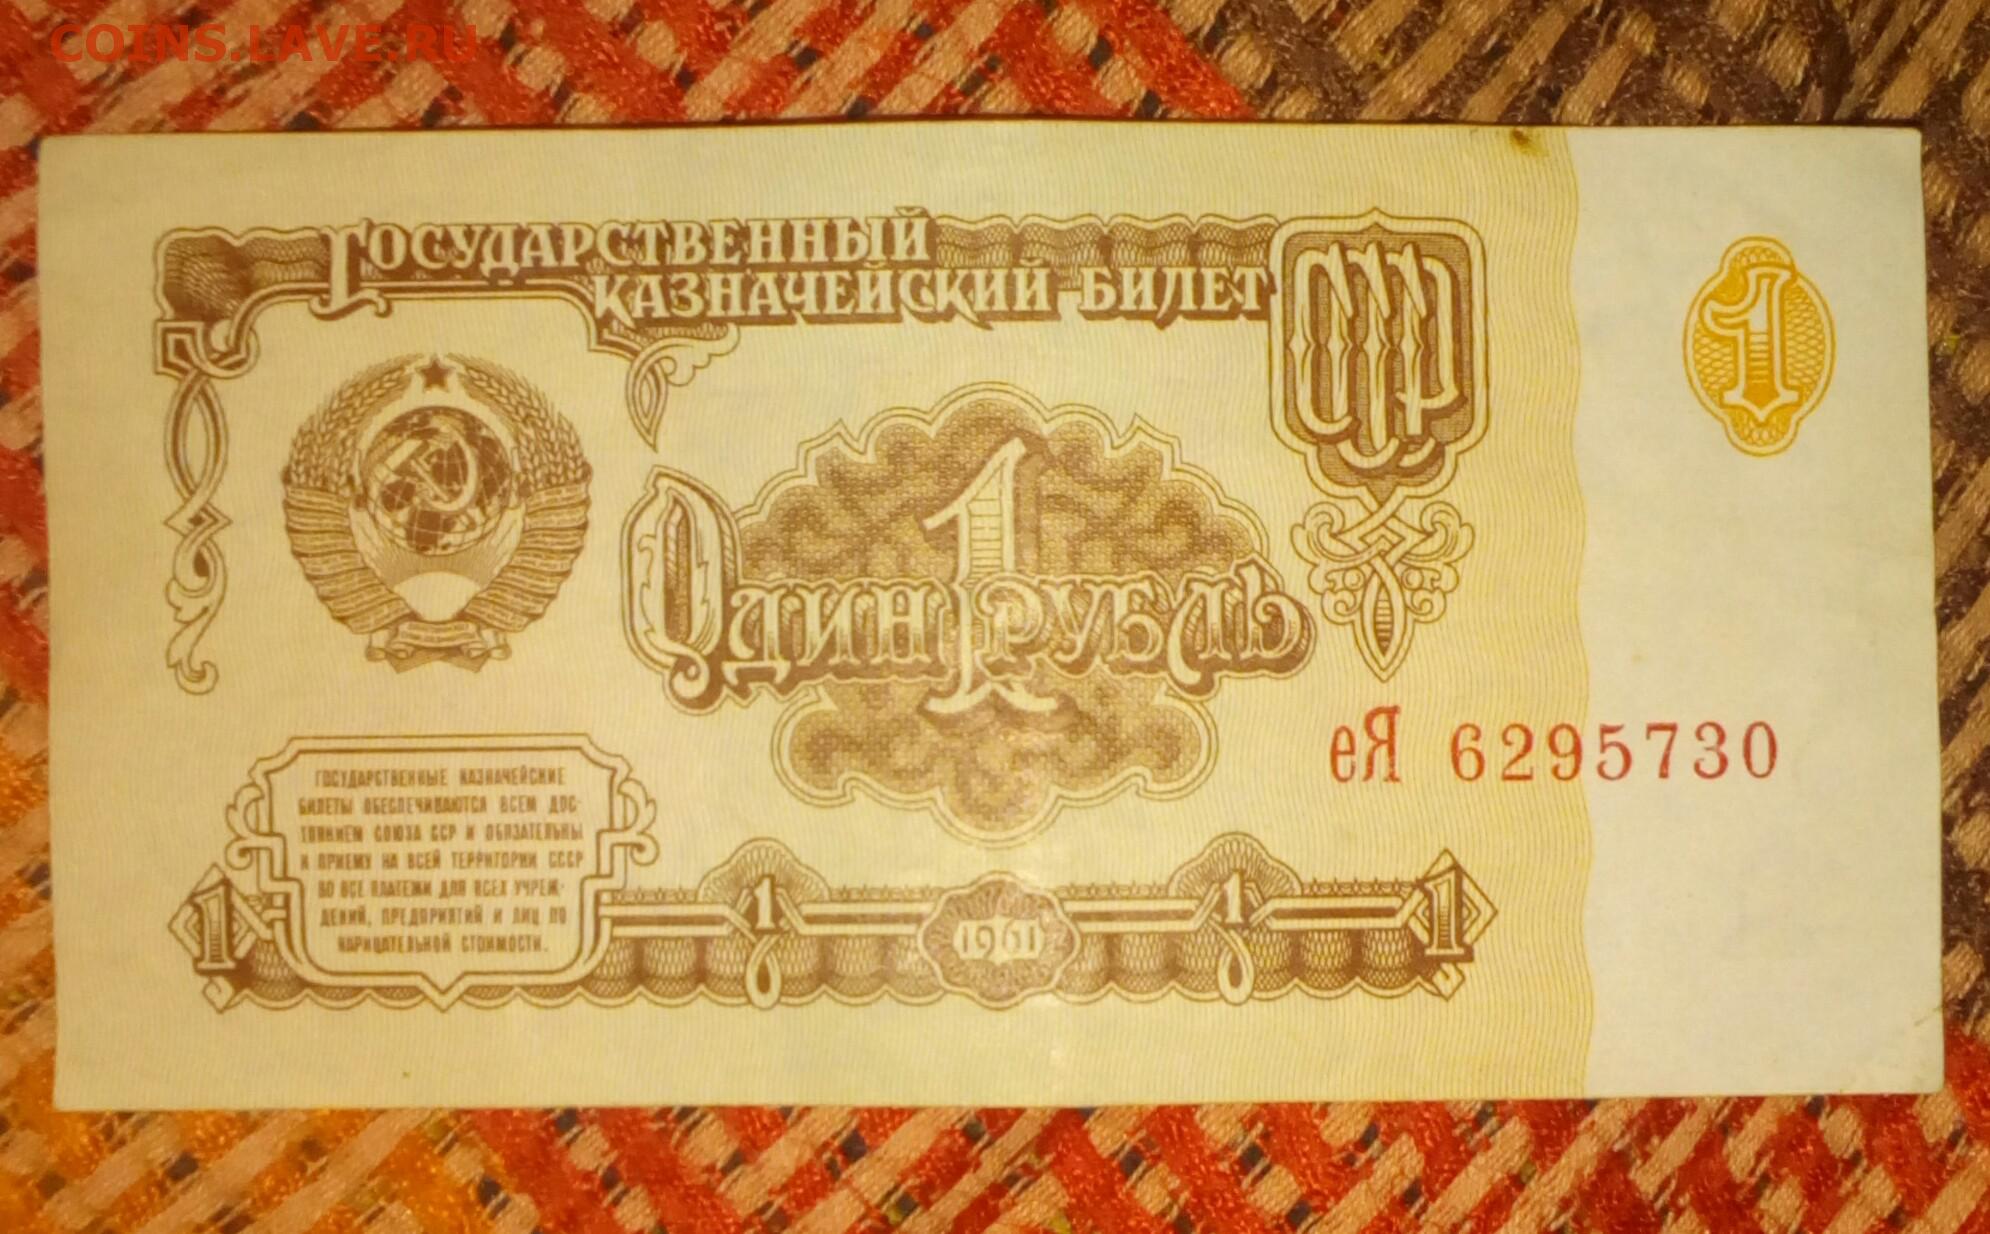 COINS.LAVE.RU
ГОСУДАРСТВЕННЫЙ
КАЗНАЧЕЙСКИЙ БИЛЕТ
СССР
1
1
ОДИН РУБЛЬ
еЯ 6295730
ГОСУДАРСТВЕННЫЕ КАЗНАЧЕЙСКИЕ
БИЛЕТЫ ОБЕСПЕЧИВАЮТСЯ ВСЕМ ДОС-
ТОЯНИЕМ СОЮЗА ССР И ОБЯЗАТЕЛЬНЫ
К ПРИЕМУ НА ВСЕЙ ТЕРРИТОРИИ СССР
ВО ВСЕ ПЛАТЕЖИ ДЛЯ ВСЕХ УЧРЕЖ-
ДЕНИЙ, ПРЕДПРИЯТИЙ И ЛИЦ ПО
НАРИЦАТЕЛЬНОЙ СТОИМОСТИ.
1 1 1961 1 1